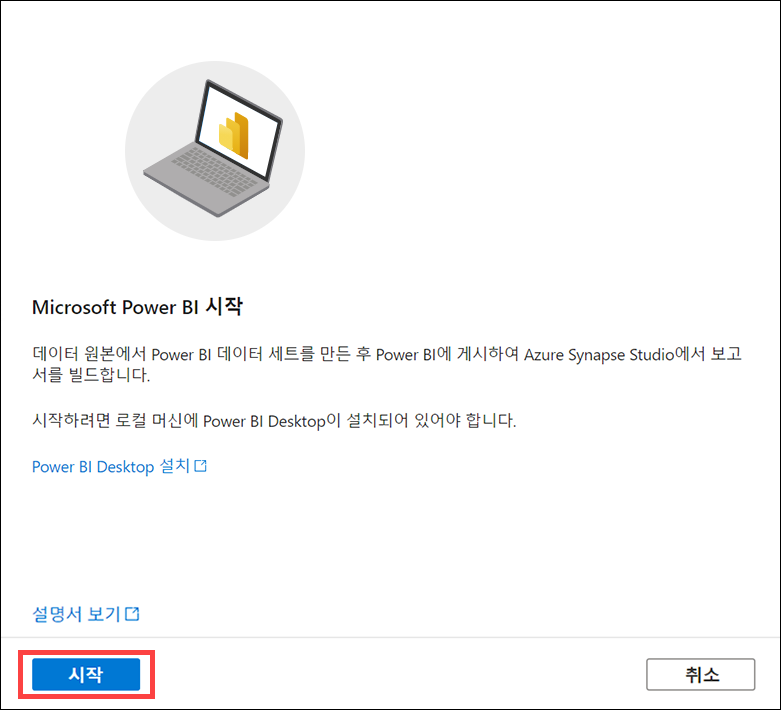 Microsoft Power BI 시작
데이터 원본에서 Power BI 데이터 세트를 만든 후 Power BI에 게시하여 Azure Synapse Studio에서 보고
서를 빌드합니다.
시작하려면 로컬 머신에 Power BI Desktop이 설치되어 있어야 합니다.
Power BI Desktop 설치
설명서 보기
시작
취소